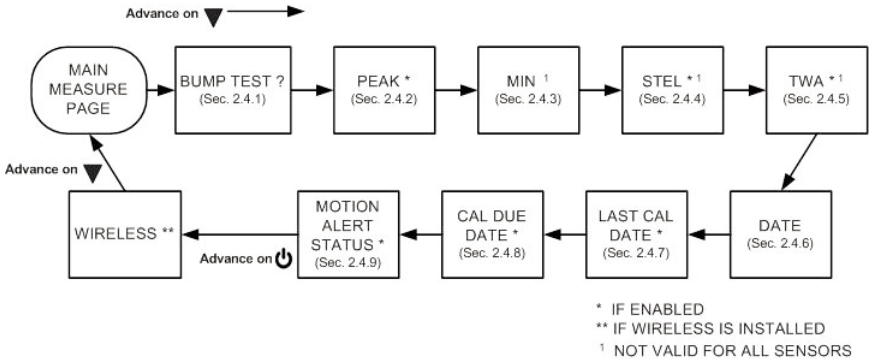 Advance on
MAIN
MEASURE
PAGE
BUMP TEST ?
(Sec. 2.4.1)
PEAK *
(Sec. 2.4.2)
MIN ¹
(Sec. 2.4.3)
STEL * ¹
(Sec. 2.4.4)
TWA * ¹
(Sec. 2.4.5)
Advance on
WIRELESS **
Advance on
MOTION
ALERT
STATUS *
(Sec. 2.4.9)
CAL DUE
DATE *
(Sec. 2.4.8)
LAST CAL
DATE *
(Sec. 2.4.7)
DATE
(Sec. 2.4.6)
* IF ENABLED
** IF WIRELESS IS INSTALLED
¹ NOT VALID FOR ALL SENSORS